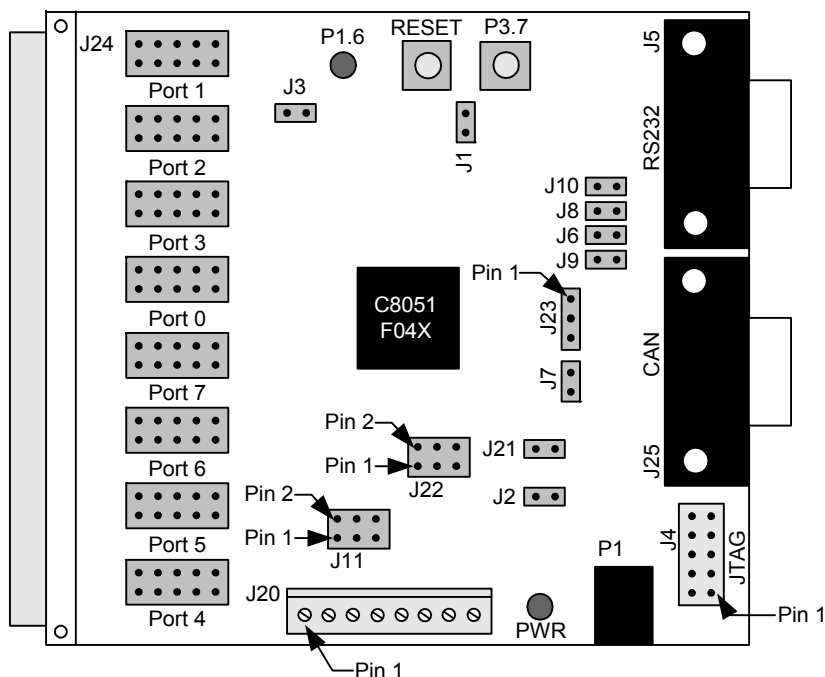 J24
P1.6
RESET
P3.7
J5
Port 1
J3
J1
RS232
Port 2
J10
J8
J6
J9
Port 3
Pin 1
C8051
F04X
J23
Port 0
CAN
Port 7
J7
Pin 2
Pin 1
J22
J21
J25
Port 6
Pin 2
Pin 1
J11
J2
Port 5
J4
JTAG
P1
J20
Port 4
PWR
Pin 1
Pin 1